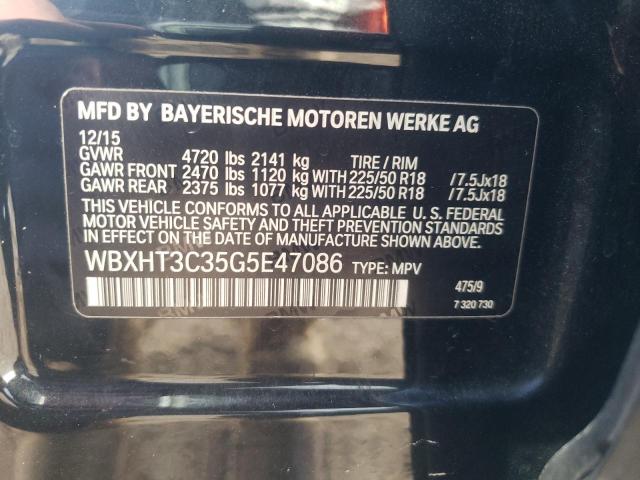 MFD BY BAYERISCHE MOTOREN WERKE AG
12/15
GVWR 4720 lbs 2141 kg TIRE / RIM
GAWR FRONT 2470 lbs 1120 kg WITH 225/50 R18 /7.5Jx18
GAWR REAR 2375 lbs 1077 kg WITH 225/50 R18 /7.5Jx18
THIS VEHICLE CONFORMS TO ALL APPLICABLE U. S. FEDERAL
MOTOR VEHICLE SAFETY AND THEFT PREVENTION STANDARDS
IN EFFECT ON THE DATE OF MANUFACTURE SHOWN ABOVE.
WBXHT3C35G5E47086 TYPE: MPV
475/9
7 320 730